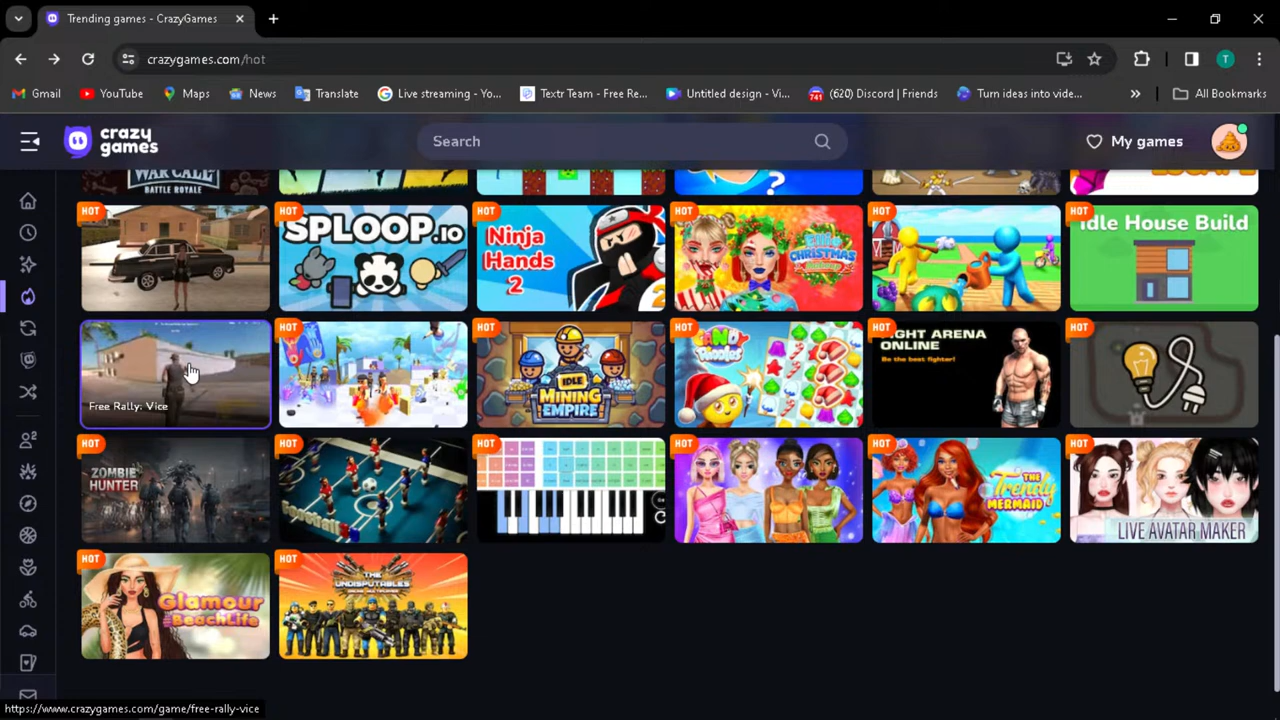 Trending games - CrazyGames
crazygames.com/hot
T
Gmail
YouTube
Maps
News
Translate
Live streaming - Yo...
Textr Team - Free Re...
Untitled design - Vi...
741
(620) Discord | Friends
Turn ideas into vide...
All Bookmarks
crazy
games
Search
My games
BATTLE ROYALE
?
HOT
HOT
SPLOOP.IO
HOT
Ninja
Hands
2
HOT
Ellie
CHRISTMAS
HOT
HOT
Idle House Build
Free Rally: Vice
HOT
HOT
IDLE
MINING
EMPIRE
HOT
HOT
FIGHT ARENA
ONLINE
Be the best fighter!
HOT
HOT
ZOMBIE
HUNTER
HOT
HOT
HOT
HOT
THE
Trendy
MERMAID
HOT
LIVE AVATAR MAKER
HOT
Glamour
BeachLife
HOT
THE
UNDISPUTABLES
https://www.crazygames.com/game/free-rally-vice